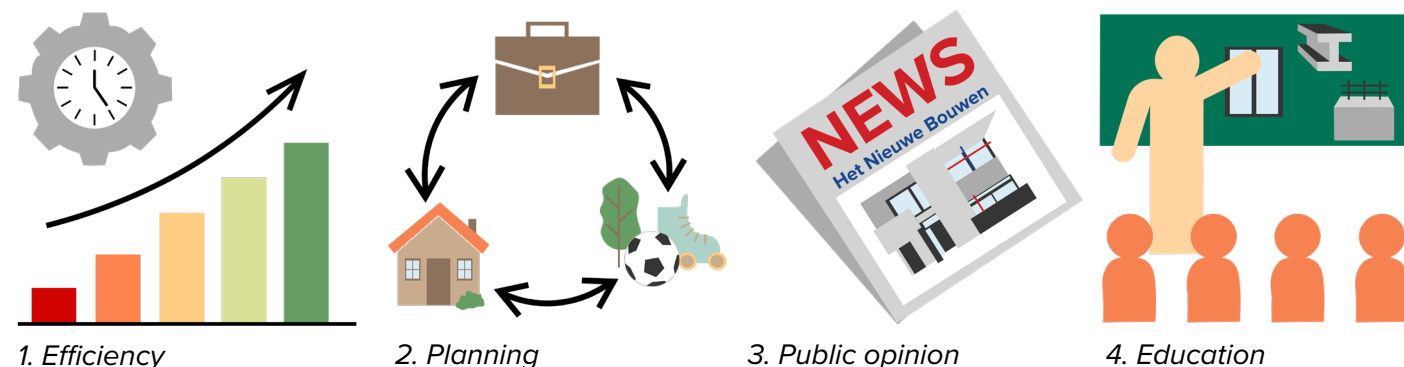 NEWS
Het Nieuwe Bouwen
1. Efficiency
2. Planning
3. Public opinion
4. Education